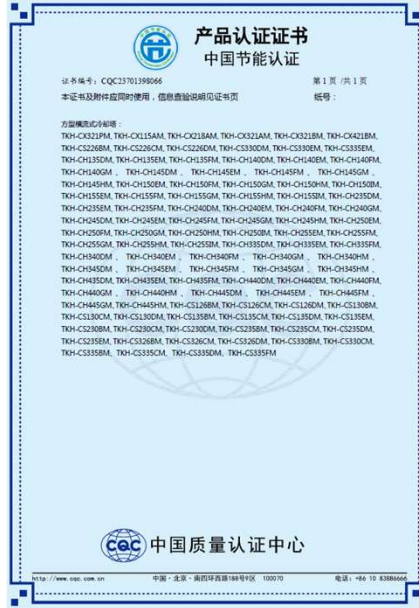 产品认证证书
中国节能认证
证书编号：CQC23701398066 第1页 /共1页
本证书及附件应同时使用，信息查验说明见证书页 纸号：
方型横流式冷却塔：
TKH-CX321PM, TKH-CX115AM, TKH-CX218AM, TKH-CX321AM, TKH-CX321BM, TKH-CX421BM,
TKH-CS226BM, TKH-CS226CM, TKH-CS226DM, TKH-CS330DM, TKH-CS330EM, TKH-CS335EM,
TKH-CH135DM, TKH-CH135EM, TKH-CH135FM, TKH-CH140DM, TKH-CH140EM, TKH-CH140FM,
TKH-CH140GM 、 TKH-CH145DM 、 TKH-CH145EM 、 TKH-CH145FM 、 TKH-CH145GM 、
TKH-CH145HM, TKH-CH150EM, TKH-CH150FM, TKH-CH150GM, TKH-CH150HM, TKH-CH150IM,
TKH-CH155EM, TKH-CH155FM, TKH-CH155GM, TKH-CH155HM, TKH-CH155IM, TKH-CH235DM,
TKH-CH235EM, TKH-CH235FM, TKH-CH240DM, TKH-CH240EM, TKH-CH240FM, TKH-CH240GM,
TKH-CH245DM, TKH-CH245EM, TKH-CH245FM, TKH-CH245GM, TKH-CH245HM, TKH-CH250EM,
TKH-CH250FM, TKH-CH250GM, TKH-CH250HM, TKH-CH250IM, TKH-CH255EM, TKH-CH255FM,
TKH-CH255GM, TKH-CH255HM, TKH-CH255IM, TKH-CH335DM, TKH-CH335EM, TKH-CH335FM,
TKH-CH340DM 、 TKH-CH340EM 、 TKH-CH340FM 、 TKH-CH340GM 、 TKH-CH340HM 、
TKH-CH345DM 、 TKH-CH345EM 、 TKH-CH345FM 、 TKH-CH345GM 、 TKH-CH345HM 、
TKH-CH435DM, TKH-CH435EM, TKH-CH435FM, TKH-CH440DM, TKH-CH440EM, TKH-CH440FM,
TKH-CH440GM 、 TKH-CH440HM 、 TKH-CH445DM 、 TKH-CH445EM 、 TKH-CH445FM 、
TKH-CH445GM, TKH-CH445HM, TKH-CS126BM, TKH-CS126CM, TKH-CS126DM, TKH-CS130BM,
TKH-CS130CM, TKH-CS130DM, TKH-CS135BM, TKH-CS135CM, TKH-CS135DM, TKH-CS135EM,
TKH-CS230BM, TKH-CS230CM, TKH-CS230DM, TKH-CS235BM, TKH-CS235CM, TKH-CS235DM,
TKH-CS235EM, TKH-CS326BM, TKH-CS326CM, TKH-CS326DM, TKH-CS330BM, TKH-CS330CM,
TKH-CS335BM, TKH-CS335CM, TKH-CS335DM, TKH-CS335FM
CQC 中国质量认证中心
http://www.cqc.com.cn 中国·北京·南四环西路188号9区 100070 电话：+86 10 83886666